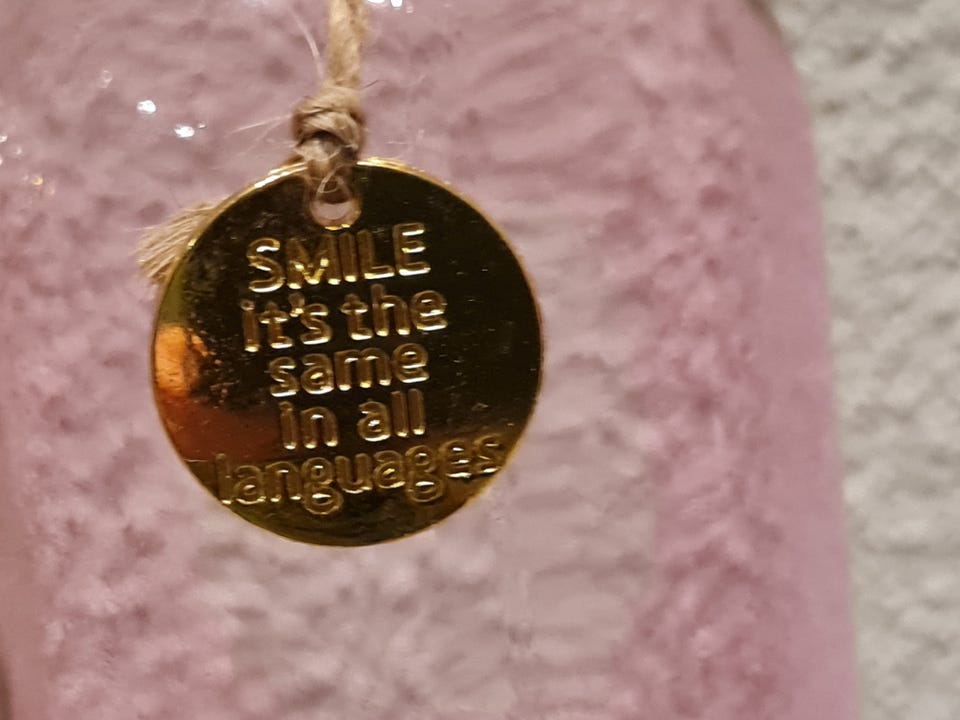 SMILE
it's the
same
in all
languages